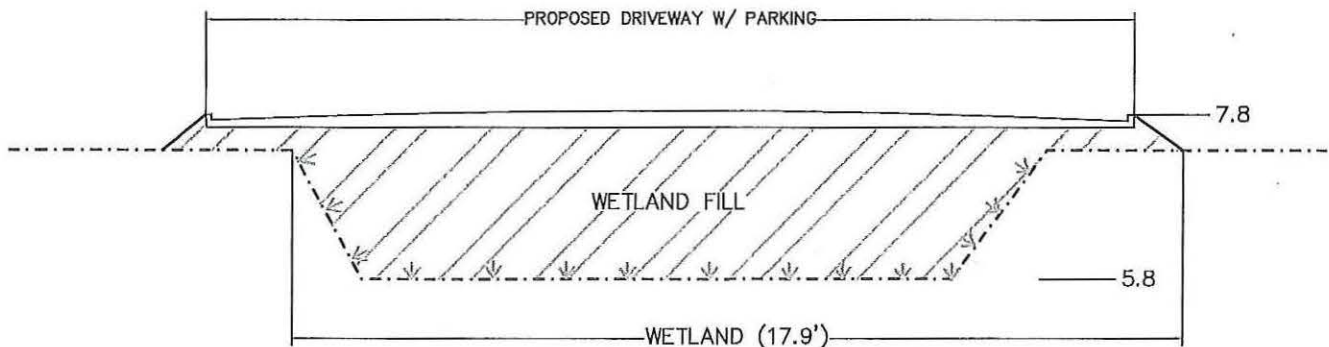 PROPOSED DRIVEWAY W/ PARKING
7.8
WETLAND FILL
5.8
WETLAND (17.9')